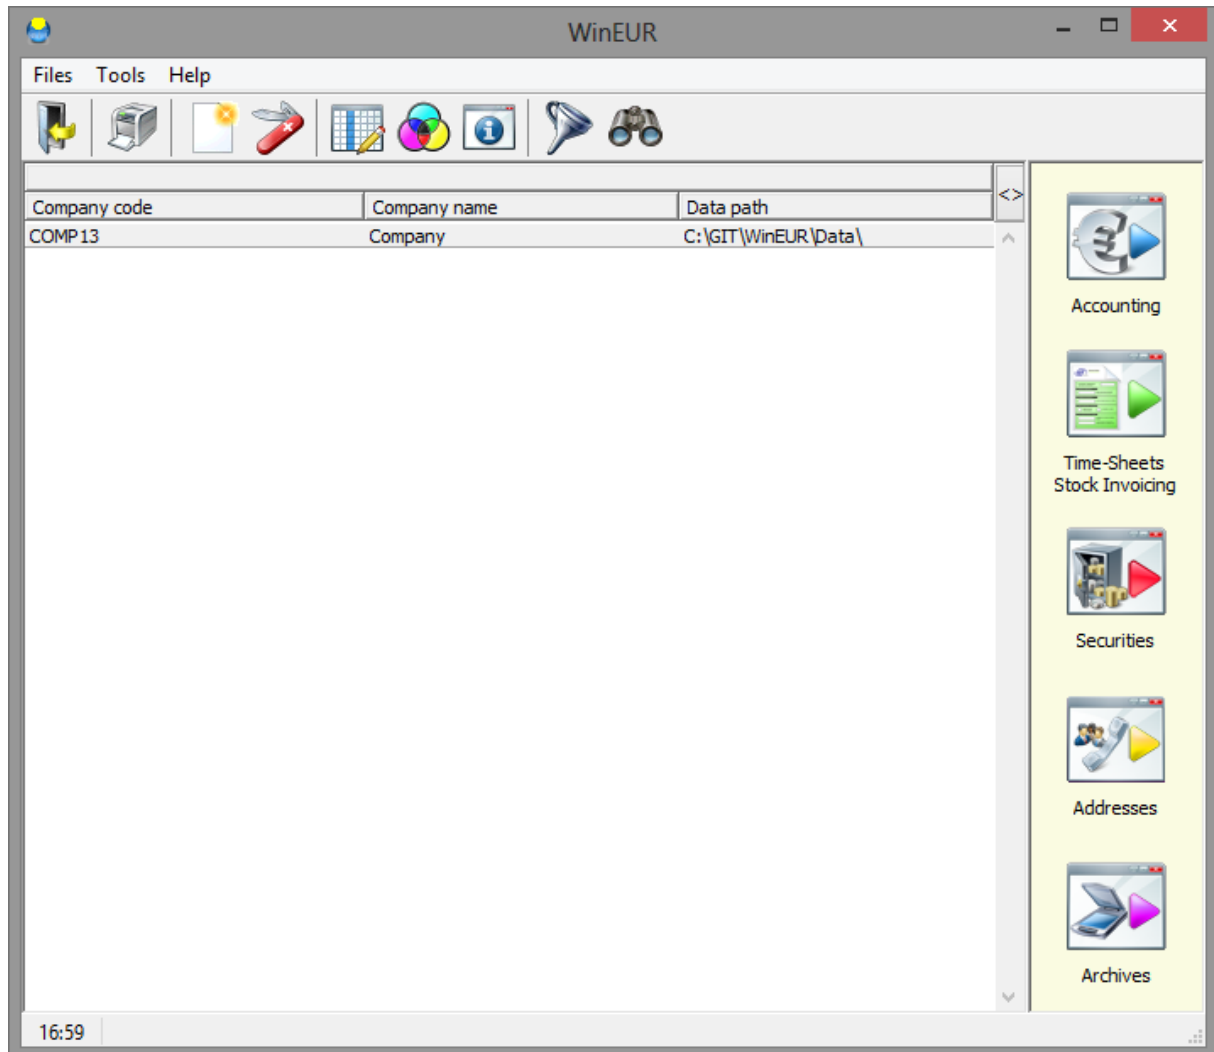 WinEUR
Files Tools Help
Company code Company name Data path
<>
COMP13 Company C:\GIT\WinEUR\Data\
Accounting
Time-Sheets
Stock Invoicing
Securities
Addresses
Archives
16:59